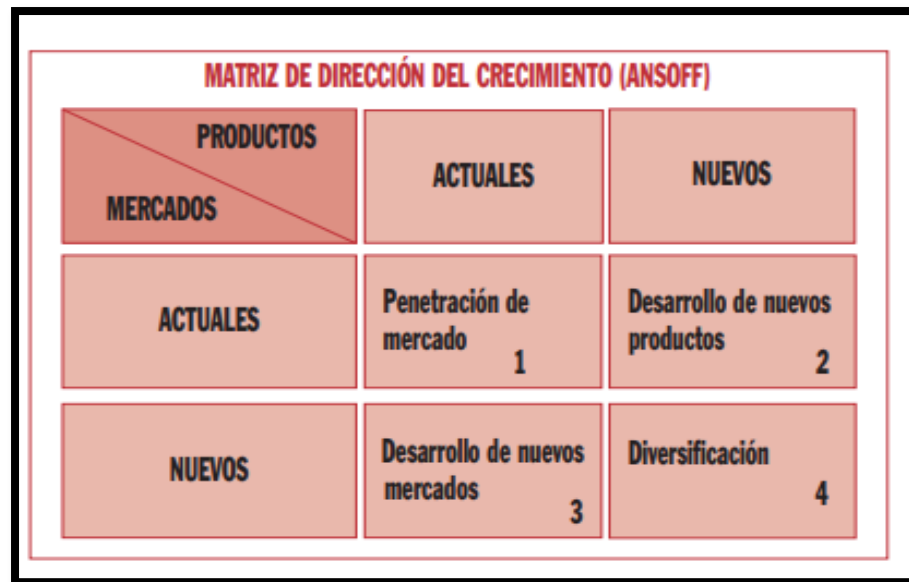 MATRIZ DE DIRECCIÓN DEL CRECIMIENTO (ANSOFF)
PRODUCTOS
MERCADOS
ACTUALES
NUEVOS
ACTUALES
Penetración de
mercado
1
Desarrollo de nuevos
productos
2
NUEVOS
Desarrollo de nuevos
mercados
3
Diversificación
4